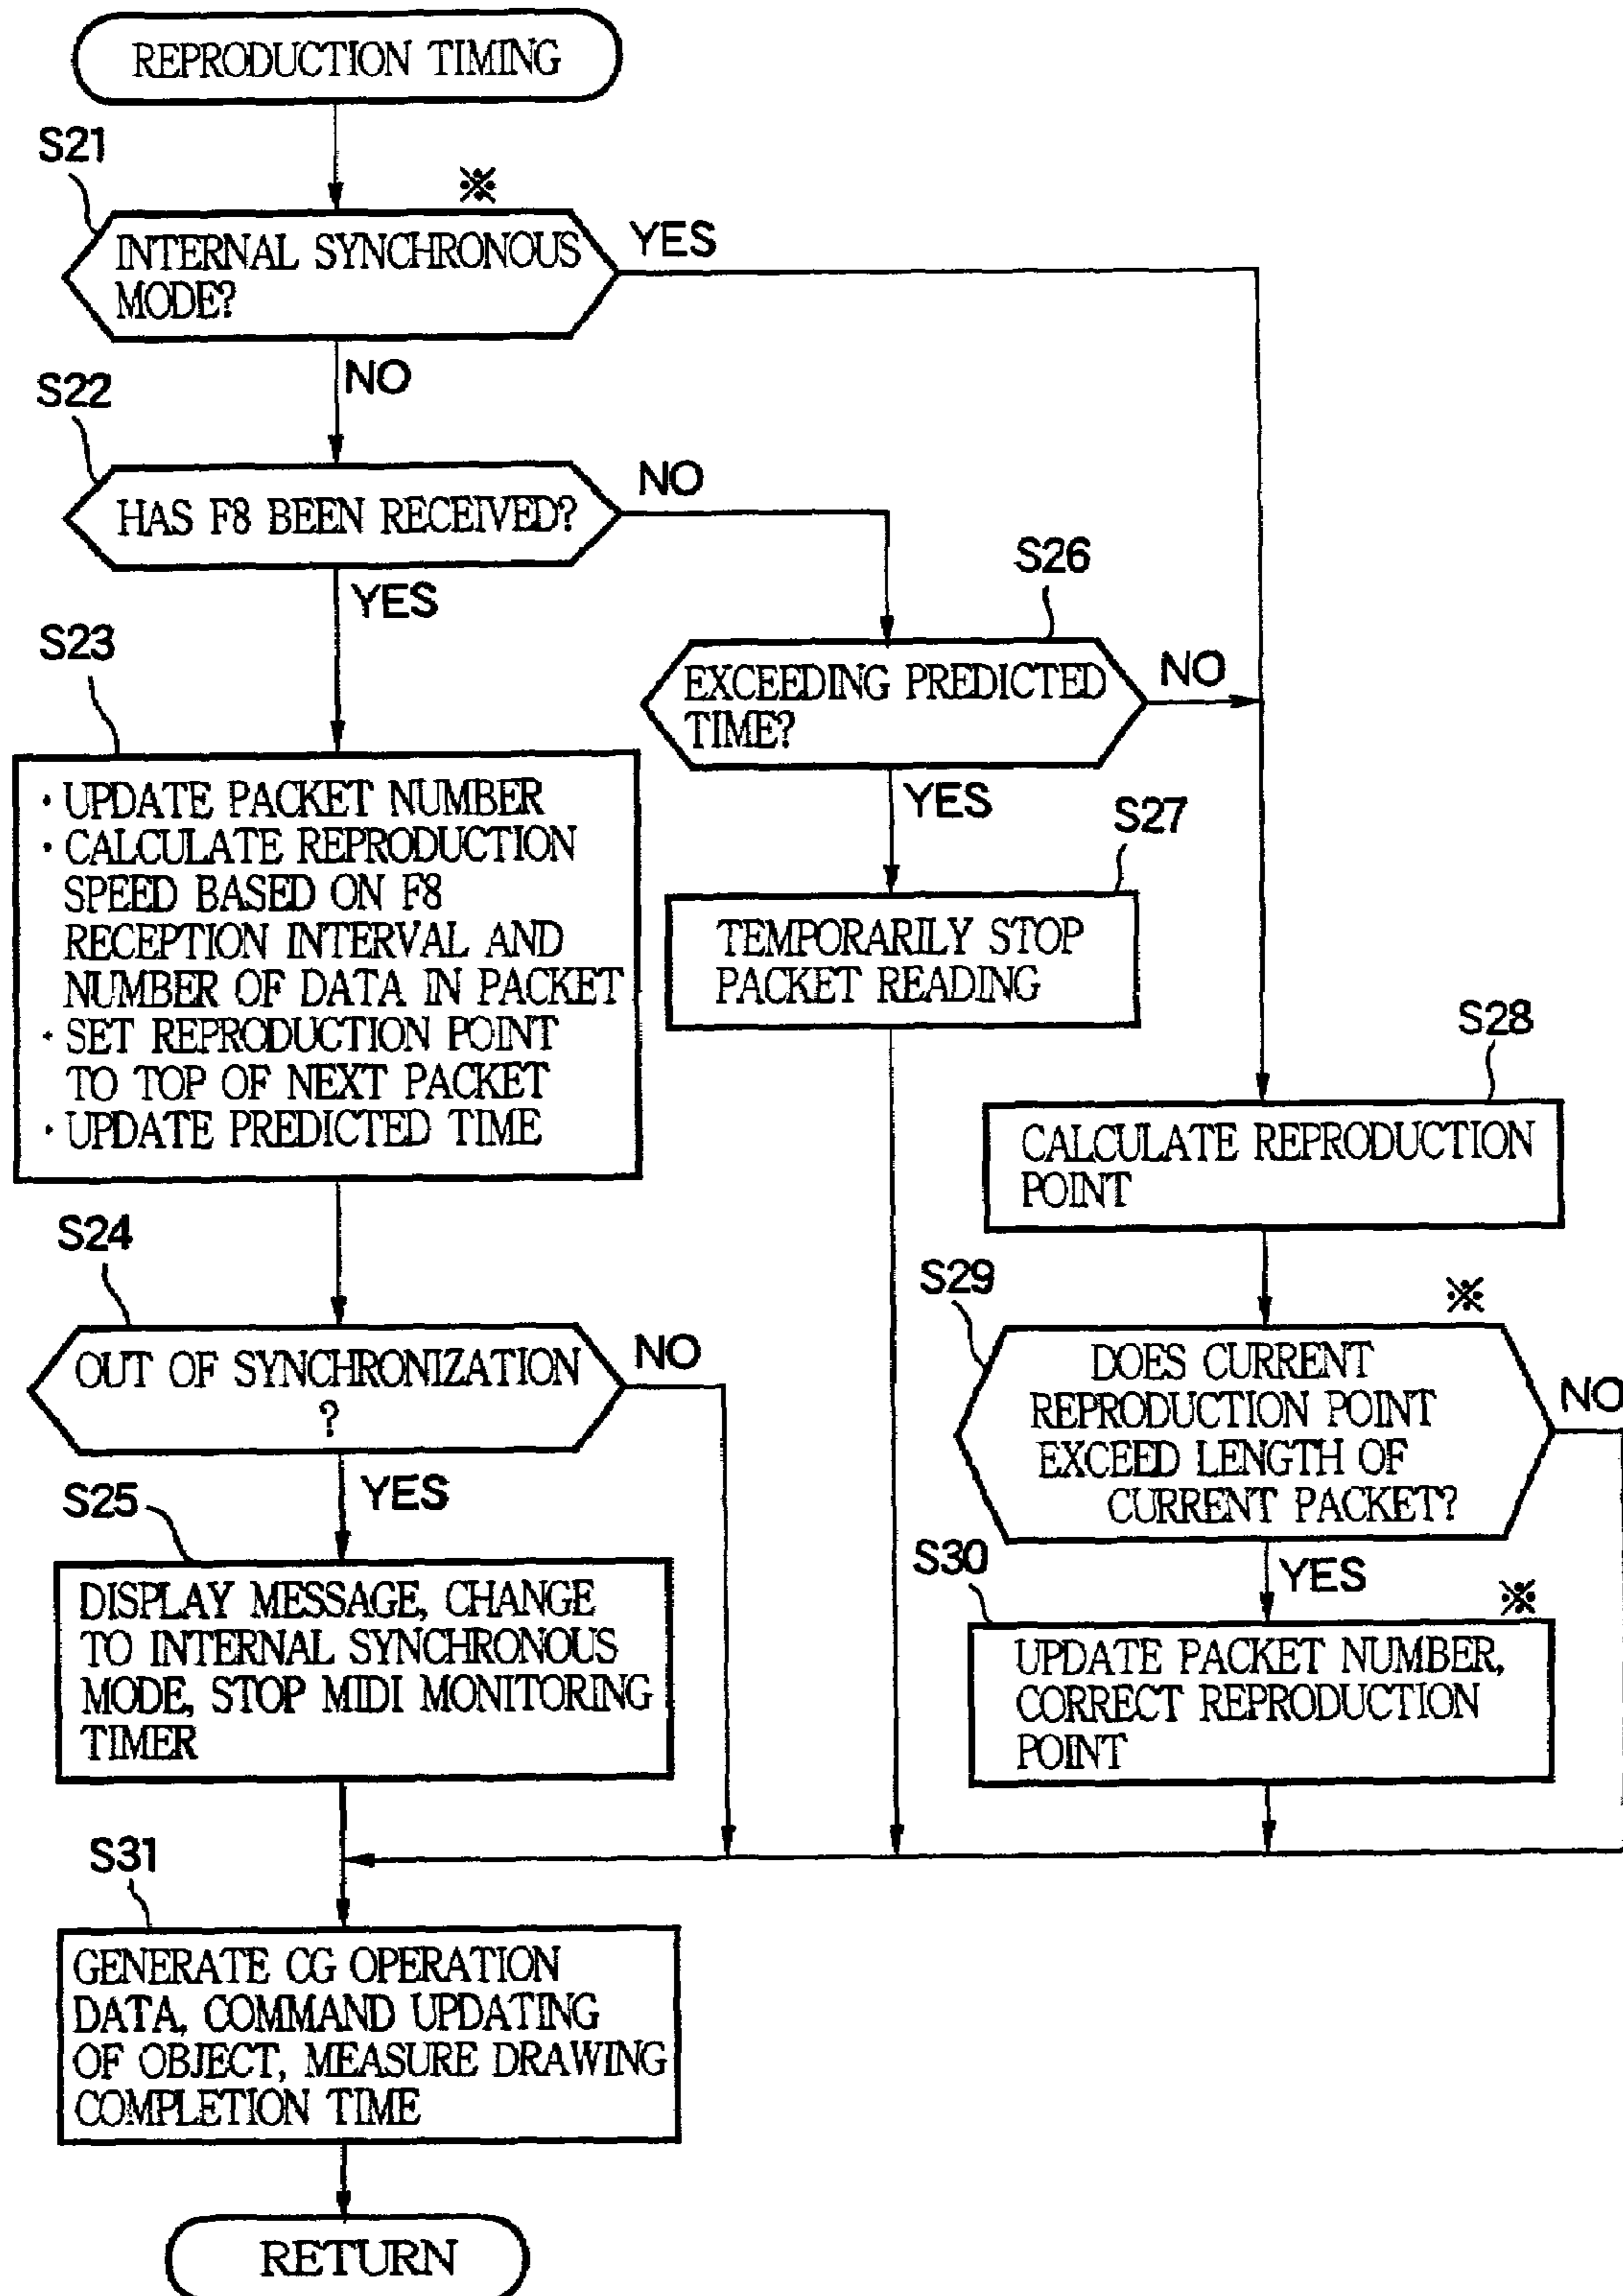 REPRODUCTION TIMING
S21
※
INTERNAL SYNCHRONOUS
MODE?
YES
NO
S22
HAS F8 BEEN RECEIVED?
NO
YES
S26
EXCEEDING PREDICTED
TIME?
NO
YES
S23
・UPDATE PACKET NUMBER
・CALCULATE REPRODUCTION
SPEED BASED ON F8
RECEPTION INTERVAL AND
NUMBER OF DATA IN PACKET
・SET REPRODUCTION POINT
TO TOP OF NEXT PACKET
・UPDATE PREDICTED TIME
S27
TEMPORARILY STOP
PACKET READING
S28
CALCULATE REPRODUCTION
POINT
S24
OUT OF SYNCHRONIZATION
?
NO
YES
S29
※
DOES CURRENT
REPRODUCTION POINT
EXCEED LENGTH OF
CURRENT PACKET?
NO
YES
S25
DISPLAY MESSAGE, CHANGE
TO INTERNAL SYNCHRONOUS
MODE, STOP MIDI MONITORING
TIMER
S30
※
UPDATE PACKET NUMBER,
CORRECT REPRODUCTION
POINT
S31
GENERATE CG OPERATION
DATA, COMMAND UPDATING
OF OBJECT, MEASURE DRAWING
COMPLETION TIME
RETURN